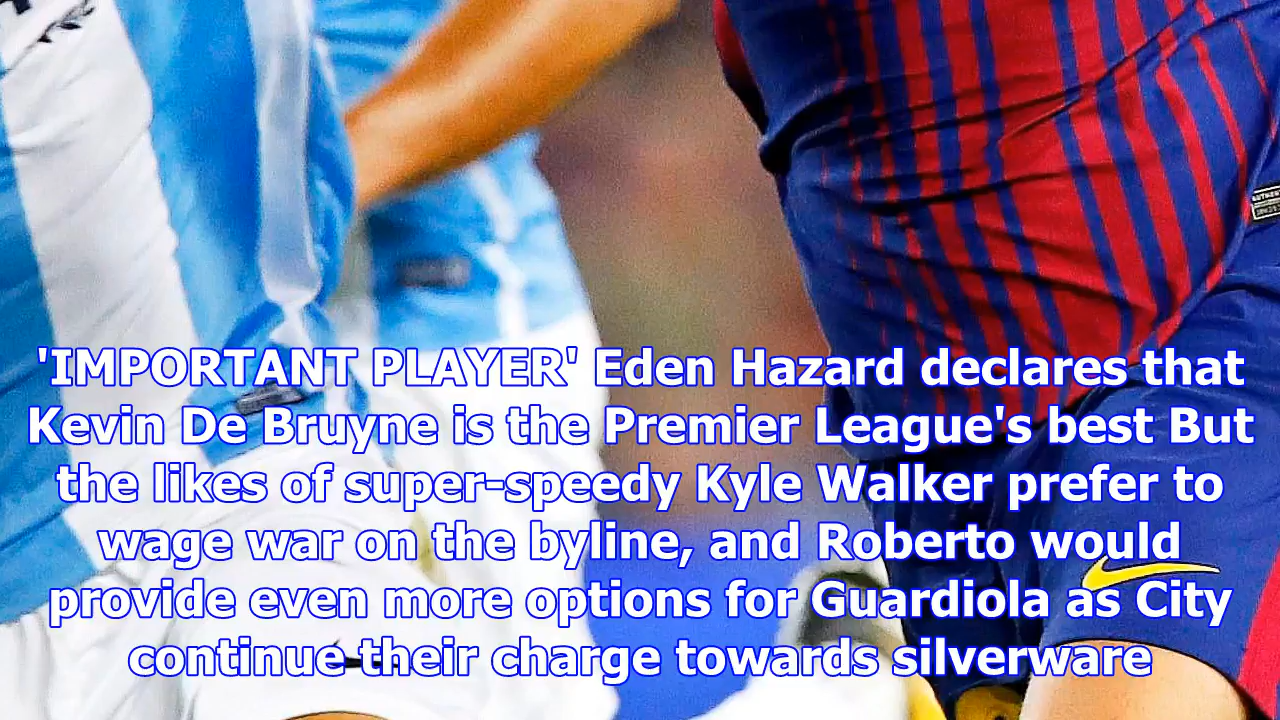 'IMPORTANT PLAYER' Eden Hazard declares that
Kevin De Bruyne is the Premier League's best But
the likes of super-speedy Kyle Walker prefer to
wage war on the byline, and Roberto would
provide even more options for Guardiola as City
continue their charge towards silverware